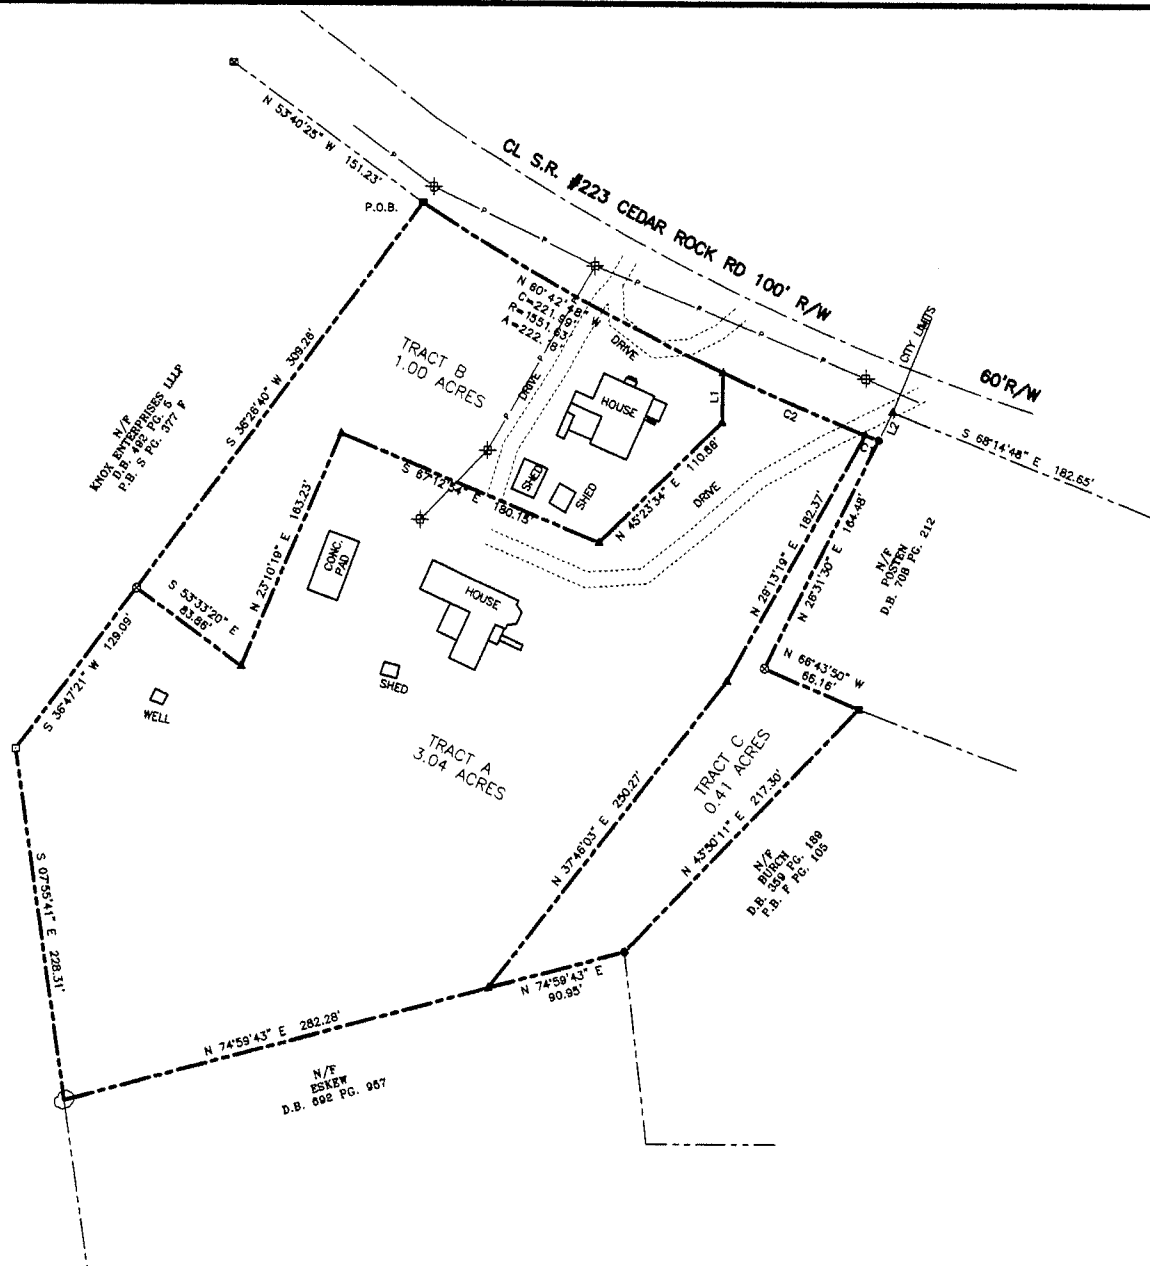 N 53°40'25" W 151.23'
P.O.B.
CL S.R. #223 CEDAR ROCK RD 100' R/W
60'R/W
CITY LIMITS
P
P
P
P
P
P
P
P
N 60°42'48" W
C=221.99'
R=1551.63'
A=222.18'
TRACT B
1.00 ACRES
DRIVE
DRIVE
HOUSE
L1
C2
C1
L2
S 68°14'48" E 182.65'
N/F
KNOX ENTERPRISES LLLP
D.B. 492 PG. 5
P.B. S PG. 377 F
S 36°26'40" W 309.28'
S 67°12'54" E 180.15'
SHED
SHED
N 45°23'34" E 110.86'
DRIVE
N 29°13'19" E 182.37'
N 26°31'30" E 164.48'
N/F
POSTEN
D.B. 708 PG. 212
N 23°10'19" E 163.23'
CONC.
PAD
S 53°33'20" E
83.86'
HOUSE
S 36°47'21" W 129.09'
WELL
SHED
N 66°43'50" W
66.16'
TRACT A
3.04 ACRES
TRACT C
0.41 ACRES
N 37°46'03" E 250.27'
N 43°50'11" E 217.30'
N/F
BURCH
D.B. 359 PG. 189
P.B. F PG. 105
S 07°55'41" E 228.31'
N 74°59'43" E 282.28'
N 74°59'43" E
90.95'
N/F
ESKEW
D.B. 692 PG. 957